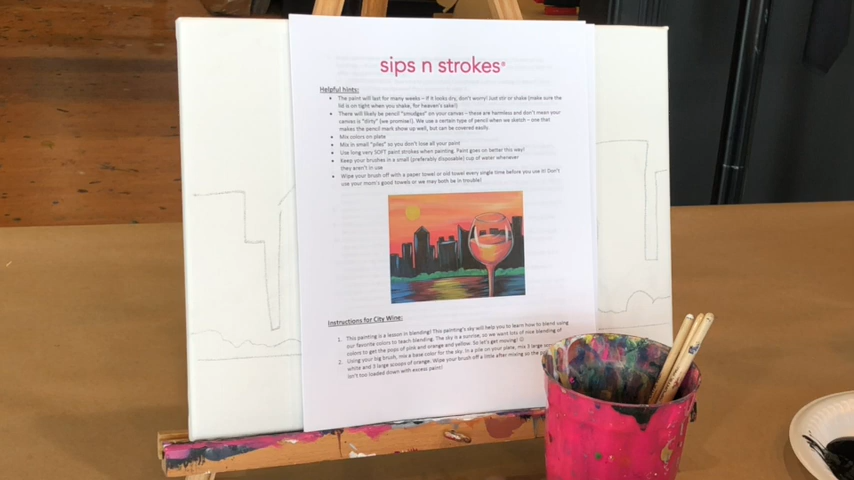 sips n strokes®
Helpful hints:
• The paint will last for many weeks – if it looks dry, don't worry! Just stir or shake (make sure the
lid is on tight when you shake, for heaven's sake!)
• There will likely be pencil "smudges" on your canvas – these are harmless and don't mean your
canvas is "dirty" (we promise!). We use a certain type of pencil when we sketch – one that
makes the pencil mark show up well, but can be covered easily.
• Mix colors on plate
• Mix in small "piles" so you don't lose all your paint
• Use long very SOFT paint strokes when painting. Paint goes on better this way!
• Keep your brushes in a small (preferably disposable) cup of water whenever
they aren't in use
• Wipe your brush off with a paper towel or old towel every single time before you use it! Don't
use your mom's good towels or we may both be in trouble!
Instructions for City Wine:
1. This painting is a lesson in blending! This painting's sky will help you to learn how to blend using
our favorite colors to teach blending. The sky is a sunrise, so we want lots of nice blending of
colors to get the pops of pink and orange and yellow. So let's get moving! ☺
2. Using your big brush, mix a base color for the sky. In a pile on your plate, mix 3 large
white and 3 large scoops of orange. Wipe your brush off a little after mixing so the
isn't too loaded down with excess paint!